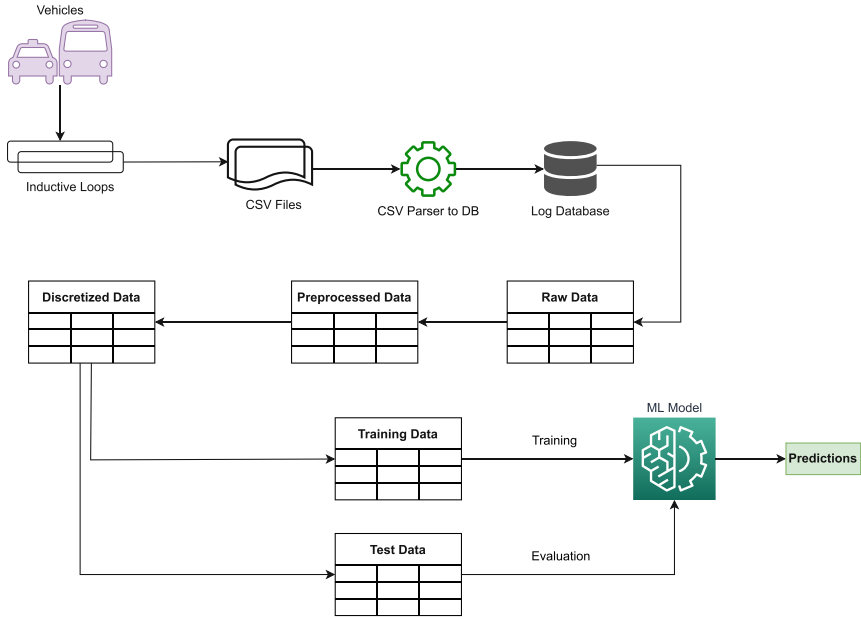 Vehicles
Inductive Loops
CSV Files
CSV Parser to DB
Log Database
Discretized Data
Preprocessed Data
Raw Data
ML Model
Training Data
Training
Predictions
Test Data
Evaluation